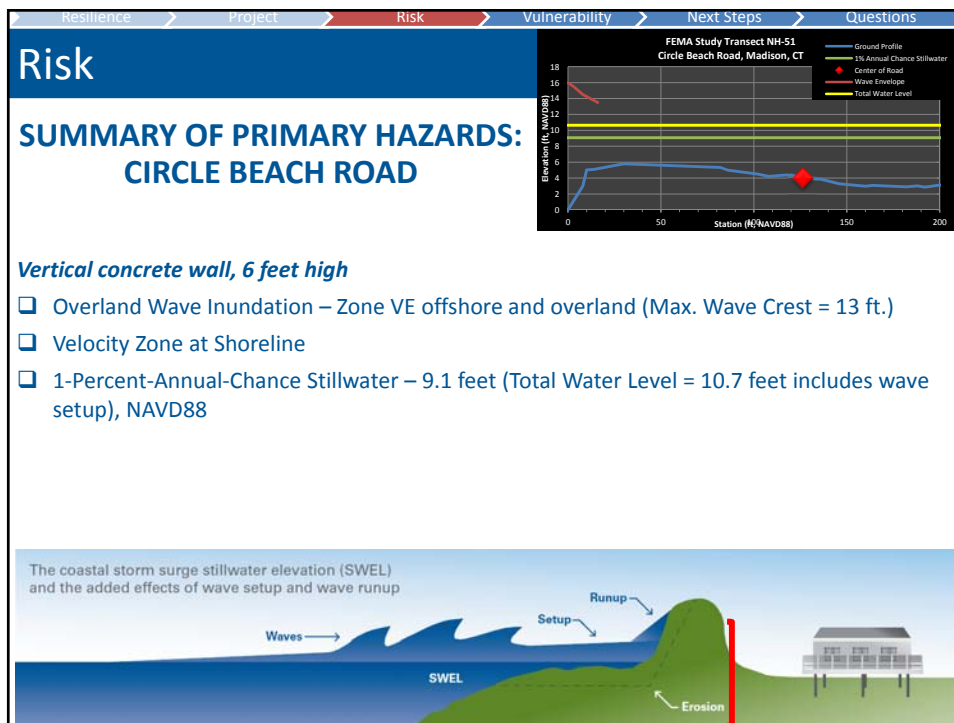 Resilience Project Risk Vulnerability Next Steps Questions
Risk
FEMA Study Transect NH-51
Circle Beach Road, Madison, CT
Elevation (ft, NAVD88)
18
16
14
12
10
8
6
4
2
0
0 50 100 150 200
Station (ft, NAVD88)
Ground Profile
1% Annual Chance Stillwater
Center of Road
Wave Envelope
Total Water Level
SUMMARY OF PRIMARY HAZARDS:
CIRCLE BEACH ROAD
Vertical concrete wall, 6 feet high
❑ Overland Wave Inundation – Zone VE offshore and overland (Max. Wave Crest = 13 ft.)
❑ Velocity Zone at Shoreline
❑ 1-Percent-Annual-Chance Stillwater – 9.1 feet (Total Water Level = 10.7 feet includes wave
setup), NAVD88
The coastal storm surge stillwater elevation (SWEL)
and the added effects of wave setup and wave runup
Runup
Setup
Waves
SWEL
Erosion